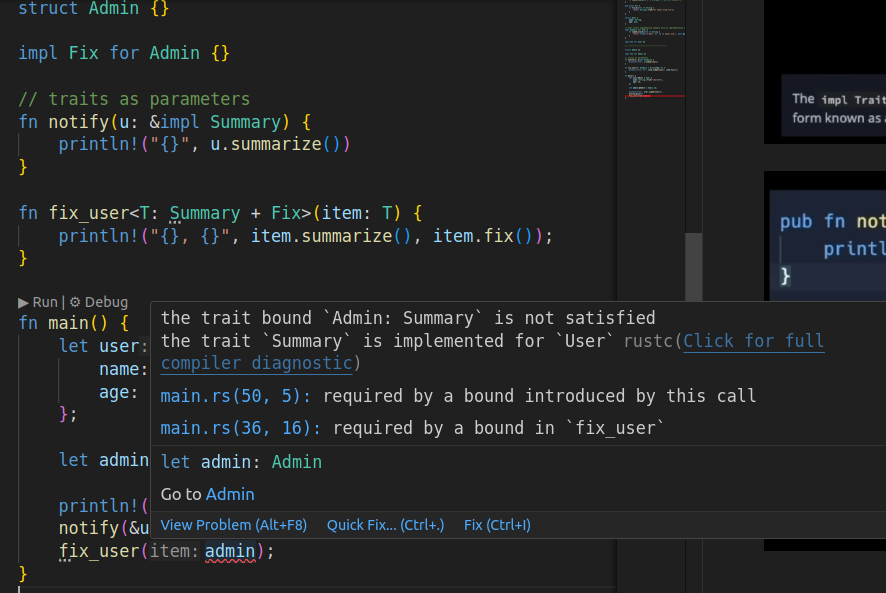 struct Admin {}
impl Fix for Admin {}
// traits as parameters
fn notify(u: &impl Summary) {
    println!("{}", u.summarize())
}
fn fix_user<T: Summary + Fix>(item: T) {
    println!("{}, {}", item.summarize(), item.fix());
}
▶ Run | ⚙ Debug
fn main() {
    let user:
        name:
        age:
    };
    let admin
    println!(
    notify(&u
    fix_user(item: admin);
}
the trait bound `Admin: Summary` is not satisfied
the trait `Summary` is implemented for `User` rustc(Click for full
compiler diagnostic)
main.rs(50, 5): required by a bound introduced by this call
main.rs(36, 16): required by a bound in `fix_user`
let admin: Admin
Go to Admin
View Problem (Alt+F8) Quick Fix... (Ctrl+.) Fix (Ctrl+I)
The impl Trait
form known as a
pub fn not
    println
}